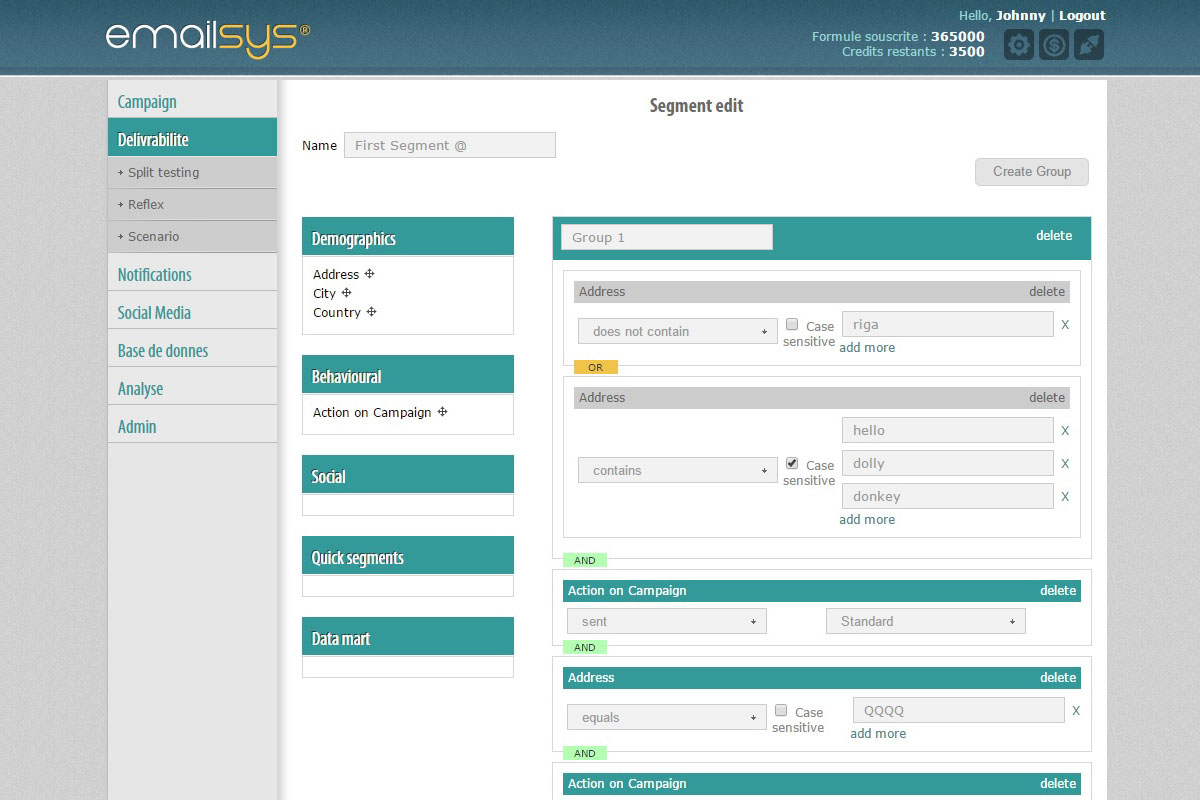 emailsys®
Hello, Johnny | Logout
Formule souscrite : 365000
Credits restants : 3500
Campaign
Delivrabilite
Split testing
Reflex
Scenario
Notifications
Social Media
Base de donnes
Analyse
Admin
Segment edit
Name First Segment @
Create Group
Demographics
Address
City
Country
Behavioural
Action on Campaign
Social
Quick segments
Data mart
Group 1 delete
Address delete
does not contain Case sensitive riga X
add more
OR
Address delete
hello X
contains Case sensitive dolly X
donkey X
add more
AND
Action on Campaign delete
sent Standard
AND
Address delete
equals Case sensitive QQQQ X
add more
AND
Action on Campaign delete